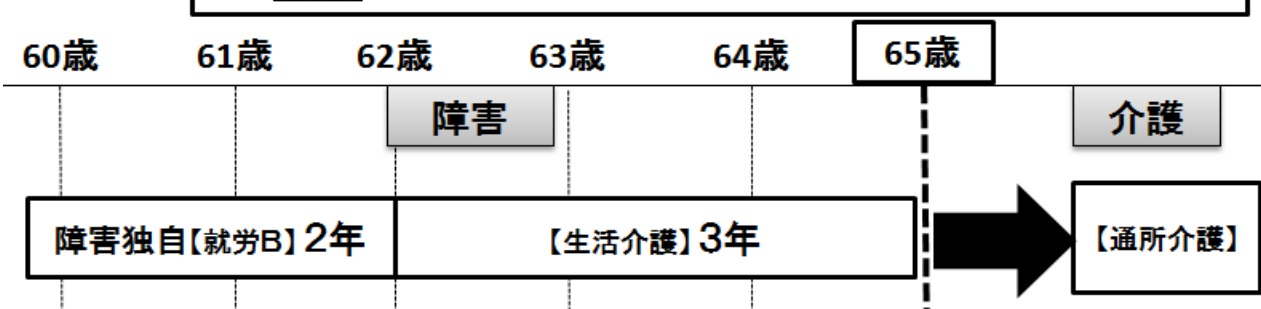 60歳 61歳 62歳 63歳 64歳 65歳
障害 介護
障害独自【就労B】2年 【生活介護】3年 【通所介護】